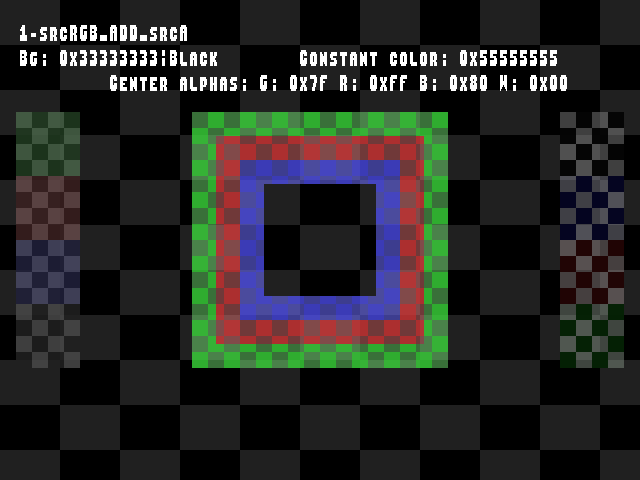 1-srcRGB_ADD_srcA
Bg: 0x33333333¦Black Constant color: 0x55555555
Center alphas: G: 0x7f R: 0xff B: 0x80 W: 0x00